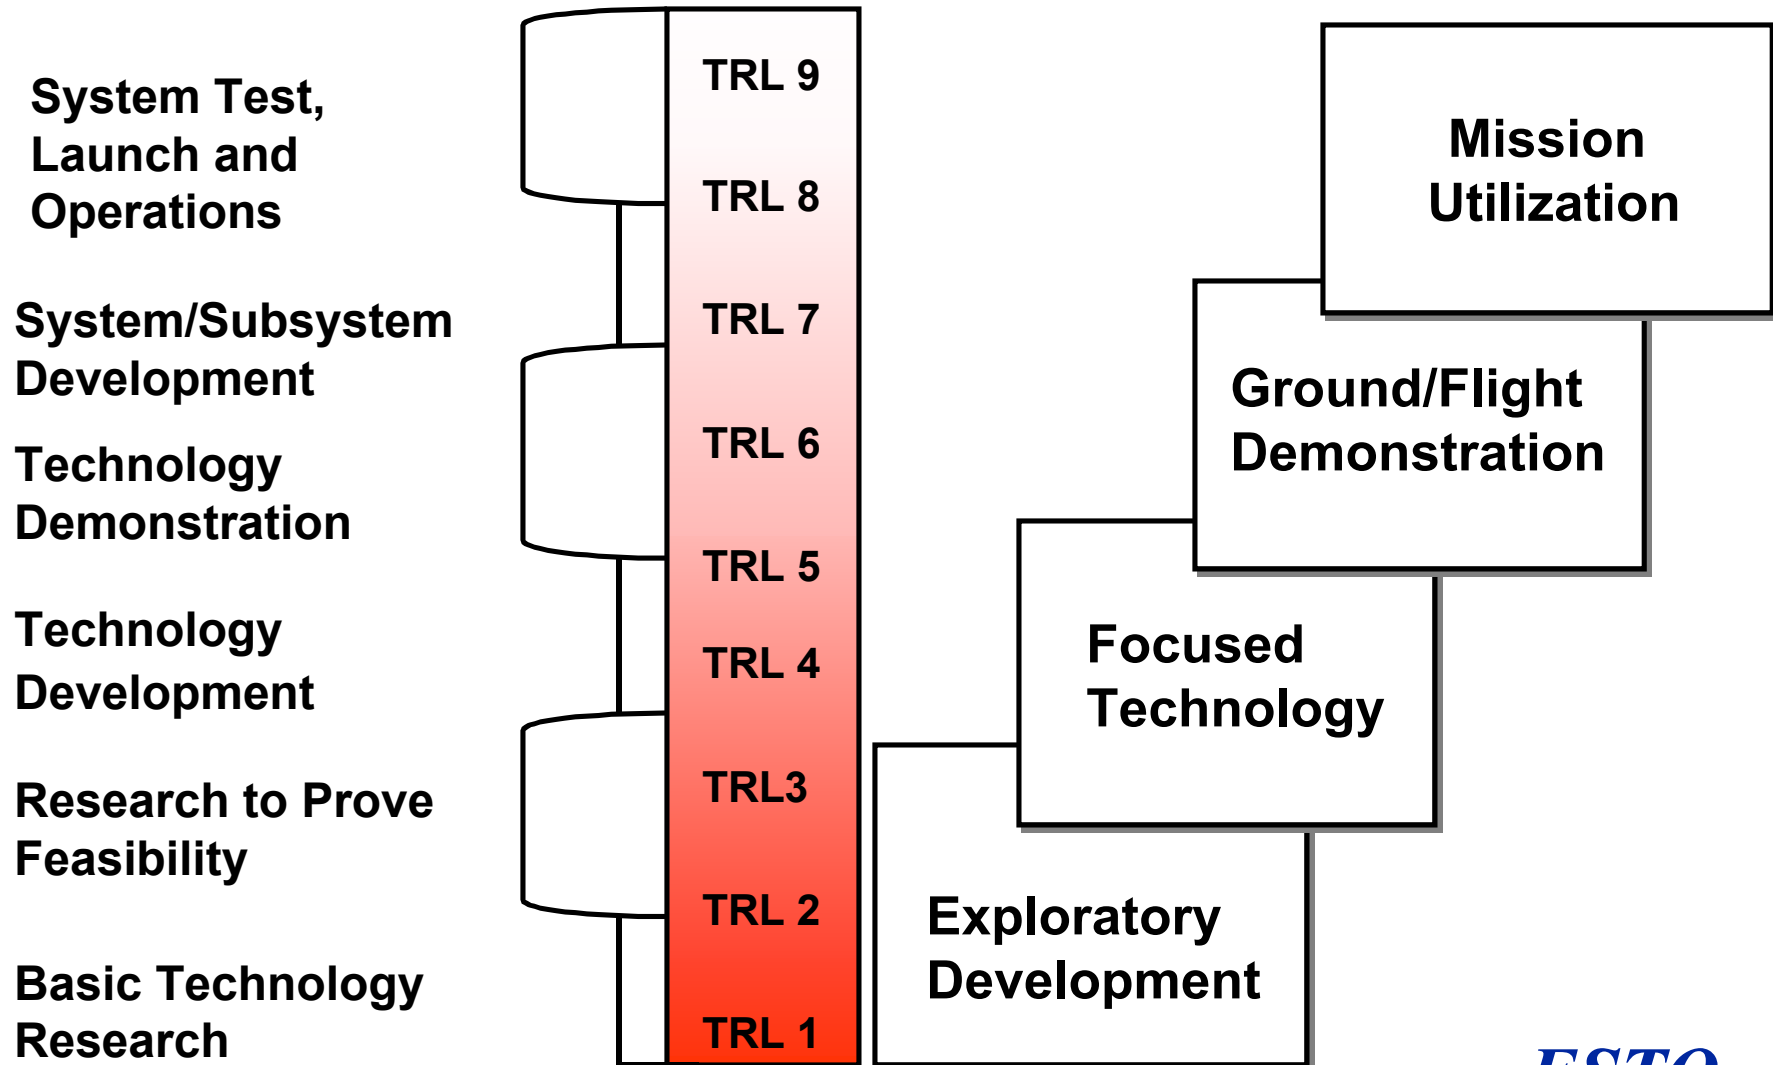 System Test,
Launch and
Operations
System/Subsystem
Development
Technology
Demonstration
Technology
Development
Research to Prove
Feasibility
Basic Technology
Research
TRL 9
TRL 8
TRL 7
TRL 6
TRL 5
TRL 4
TRL3
TRL 2
TRL 1
Mission
Utilization
Ground/Flight
Demonstration
Focused
Technology
Exploratory
Development
ESTO